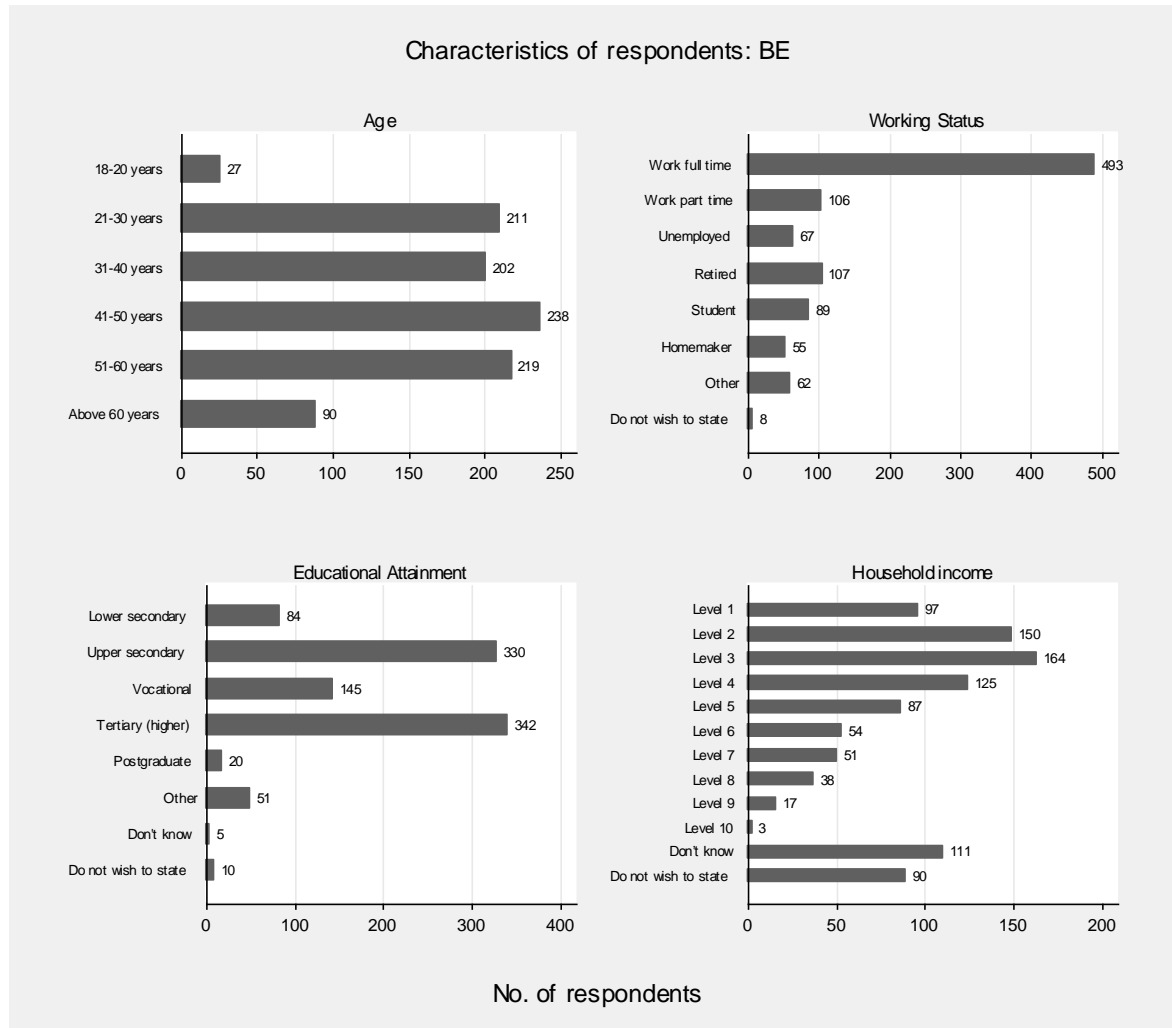 Characteristics of respondents: BE
Age
18-20 years 27
21-30 years 211
31-40 years 202
41-50 years 238
51-60 years 219
Above 60 years 90
0 50 100 150 200 250
Working Status
Work full time 493
Work part time 106
Unemployed 67
Retired 107
Student 89
Homemaker 55
Other 62
Do not wish to state 8
0 100 200 300 400 500
Educational Attainment
Lower secondary 84
Upper secondary 330
Vocational 145
Tertiary (higher) 342
Postgraduate 20
Other 51
Don't know 5
Do not wish to state 10
0 100 200 300 400
Household income
Level 1 97
Level 2 150
Level 3 164
Level 4 125
Level 5 87
Level 6 54
Level 7 51
Level 8 38
Level 9 17
Level 10 3
Don't know 111
Do not wish to state 90
0 50 100 150 200
No. of respondents